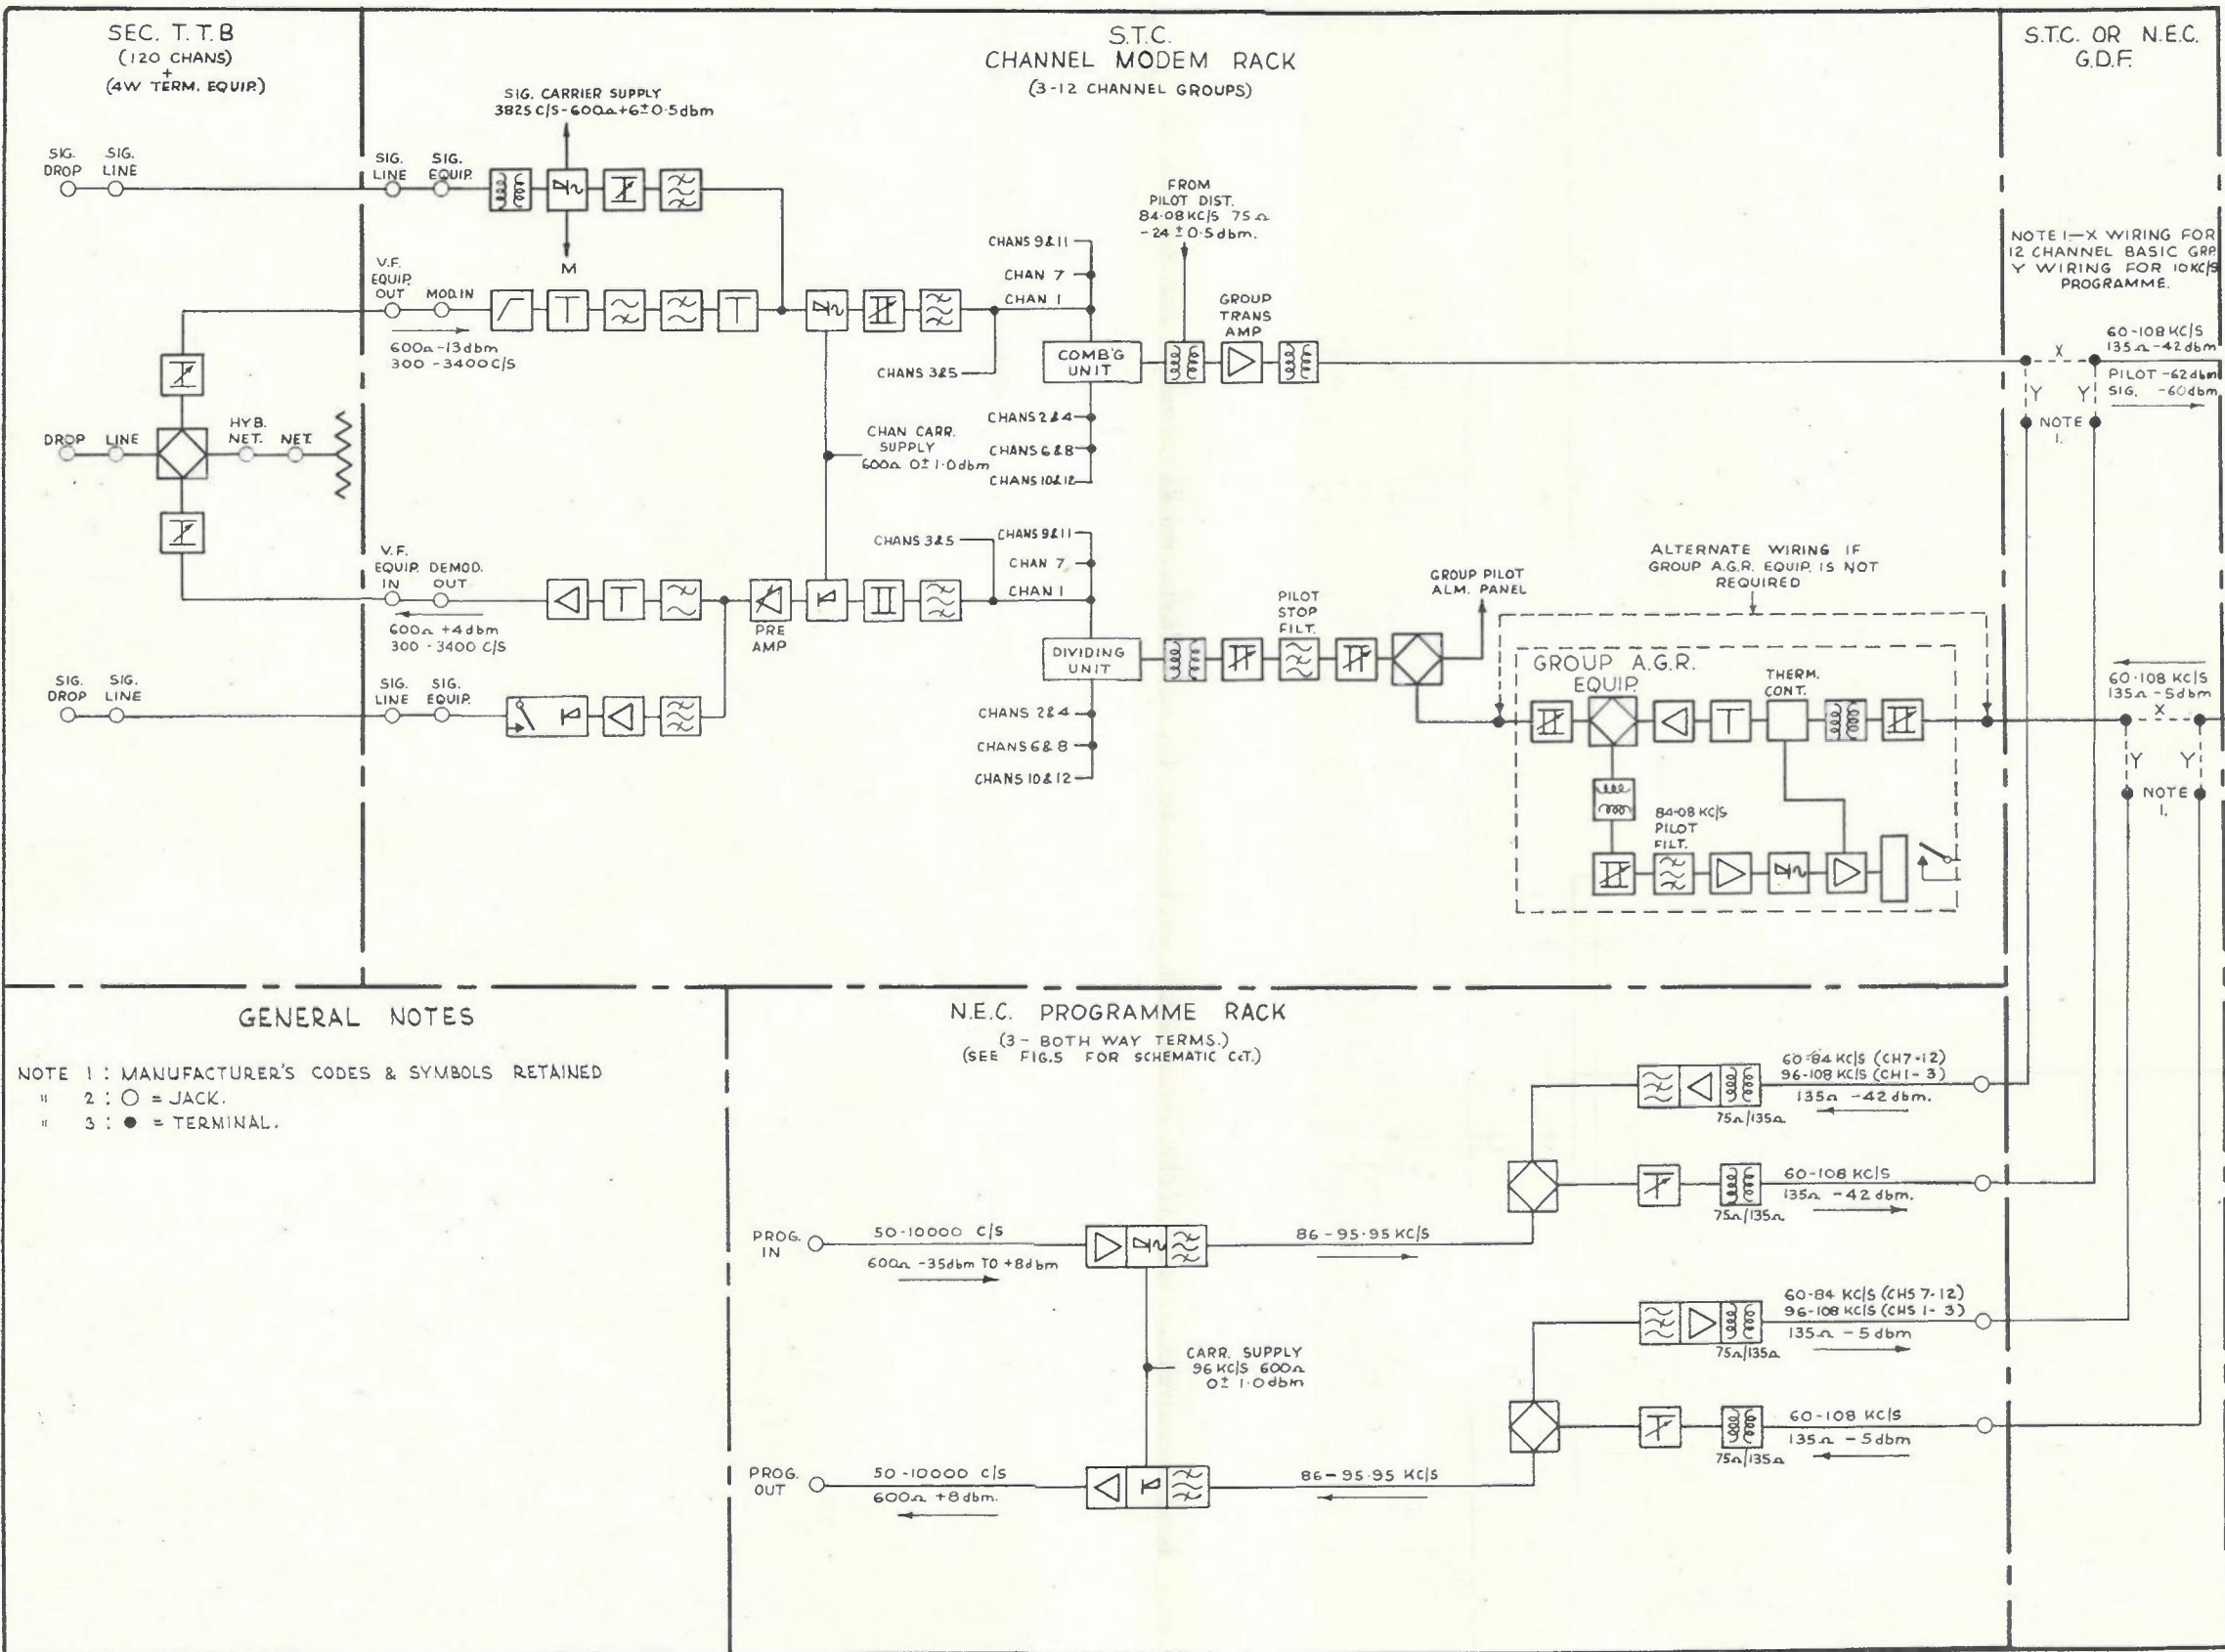 SEC. T.T.B
(120 CHANS)
+
(4W TERM. EQUIP.)
S.T.C.
CHANNEL MODEM RACK
(3-12 CHANNEL GROUPS)
S.T.C. OR N.E.C.
G.D.F.
SIG. CARRIER SUPPLY
3825 C/S-600Ω+6±0·5dbm
SIG.
DROP
SIG.
LINE
SIG.
LINE
SIG.
EQUIP.
M
V.F.
EQUIP.
OUT
MOD.IN
600Ω-13dbm
300-3400C/S
DROP
LINE
HYB.
NET.
NET.
FROM
PILOT DIST.
84·08KC/S 75Ω
-24±0·5dbm.
CHANS 9&11
CHAN 7
CHAN 1
CHANS 3&5
COMB'G
UNIT
GROUP
TRANS
AMP
CHANS 2&4
CHANS 6&8
CHANS 10&12
CHAN CARR.
SUPPLY
600Ω 0±1·0dbm
NOTE 1—X WIRING FOR
12 CHANNEL BASIC GRP.
Y WIRING FOR 10KC/S
PROGRAMME.
60-108KC/S
135Ω-42dbm
X
PILOT -62dbm
SIG. -60dbm
Y
Y
NOTE
1.
V.F.
EQUIP.
IN
DEMOD.
OUT
600Ω +4dbm
300-3400 C/S
PRE
AMP
CHANS 3&5
CHANS 9&11
CHAN 7
CHAN 1
DIVIDING
UNIT
CHANS 2&4
CHANS 6&8
CHANS 10&12
SIG.
DROP
SIG.
LINE
SIG.
LINE
SIG.
EQUIP.
PILOT
STOP
FILT.
GROUP PILOT
ALM. PANEL
ALTERNATE WIRING IF
GROUP A.G.R. EQUIP. IS NOT
REQUIRED
GROUP A.G.R.
EQUIP.
THERM.
CONT.
84·08 KC/S
PILOT
FILT.
60-108 KC/S
135Ω-5dbm
X
Y
Y
NOTE
1.
GENERAL NOTES
NOTE 1 : MANUFACTURER'S CODES & SYMBOLS RETAINED
" 2 : ○ = JACK.
" 3 : ● = TERMINAL.
N.E.C. PROGRAMME RACK
(3- BOTH WAY TERMS.)
(SEE FIG.5 FOR SCHEMATIC CCT.)
60-84 KC/S (CH7-12)
96-108 KC/S (CH1-3)
135Ω -42dbm.
75Ω/135Ω
60-108 KC/S
135Ω -42dbm.
75Ω/135Ω
PROG.
IN
50-10000 C/S
600Ω -35dbm TO +8dbm
86-95·95KC/S
CARR. SUPPLY
96KC/S 600Ω
0±1·0dbm
60-84 KC/S (CHS 7-12)
96-108 KC/S (CHS 1-3)
135Ω -5dbm
75Ω/135Ω
60-108 KC/S
135Ω -5dbm
75Ω/135Ω
PROG.
OUT
50-10000 C/S
600Ω +8dbm.
86-95·95 KC/S